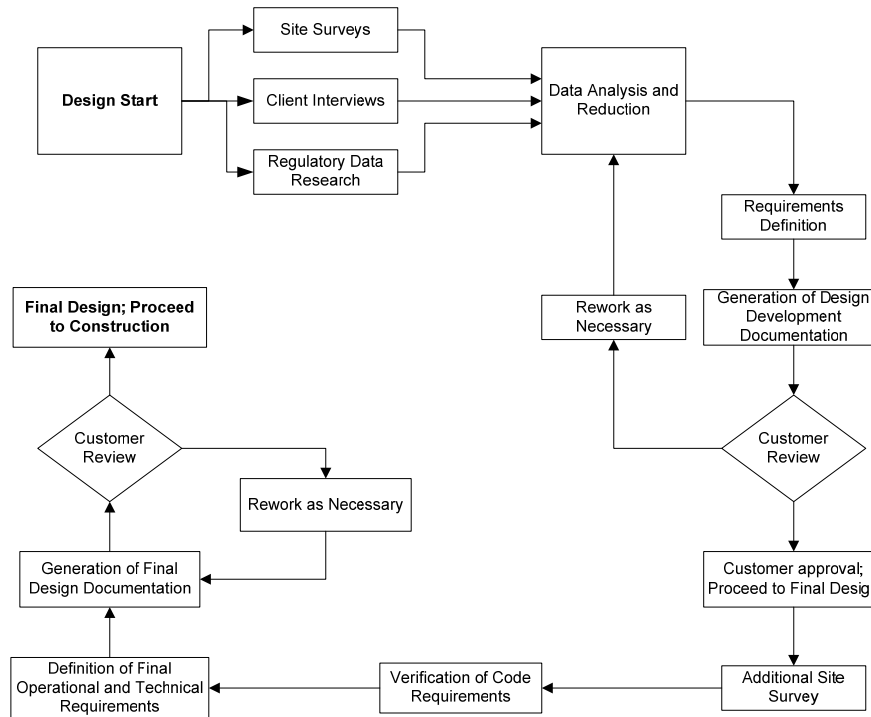 Design Start
Site Surveys
Client Interviews
Regulatory Data
Research
Data Analysis and
Reduction
Requirements
Definition
Generation of Design
Development
Documentation
Rework as
Necessary
Customer
Review
Customer approval;
Proceed to Final Desig
Additional Site
Survey
Verification of Code
Requirements
Definition of Final
Operational and Technical
Requirements
Generation of Final
Design Documentation
Rework as Necessary
Customer
Review
Final Design; Proceed
to Construction